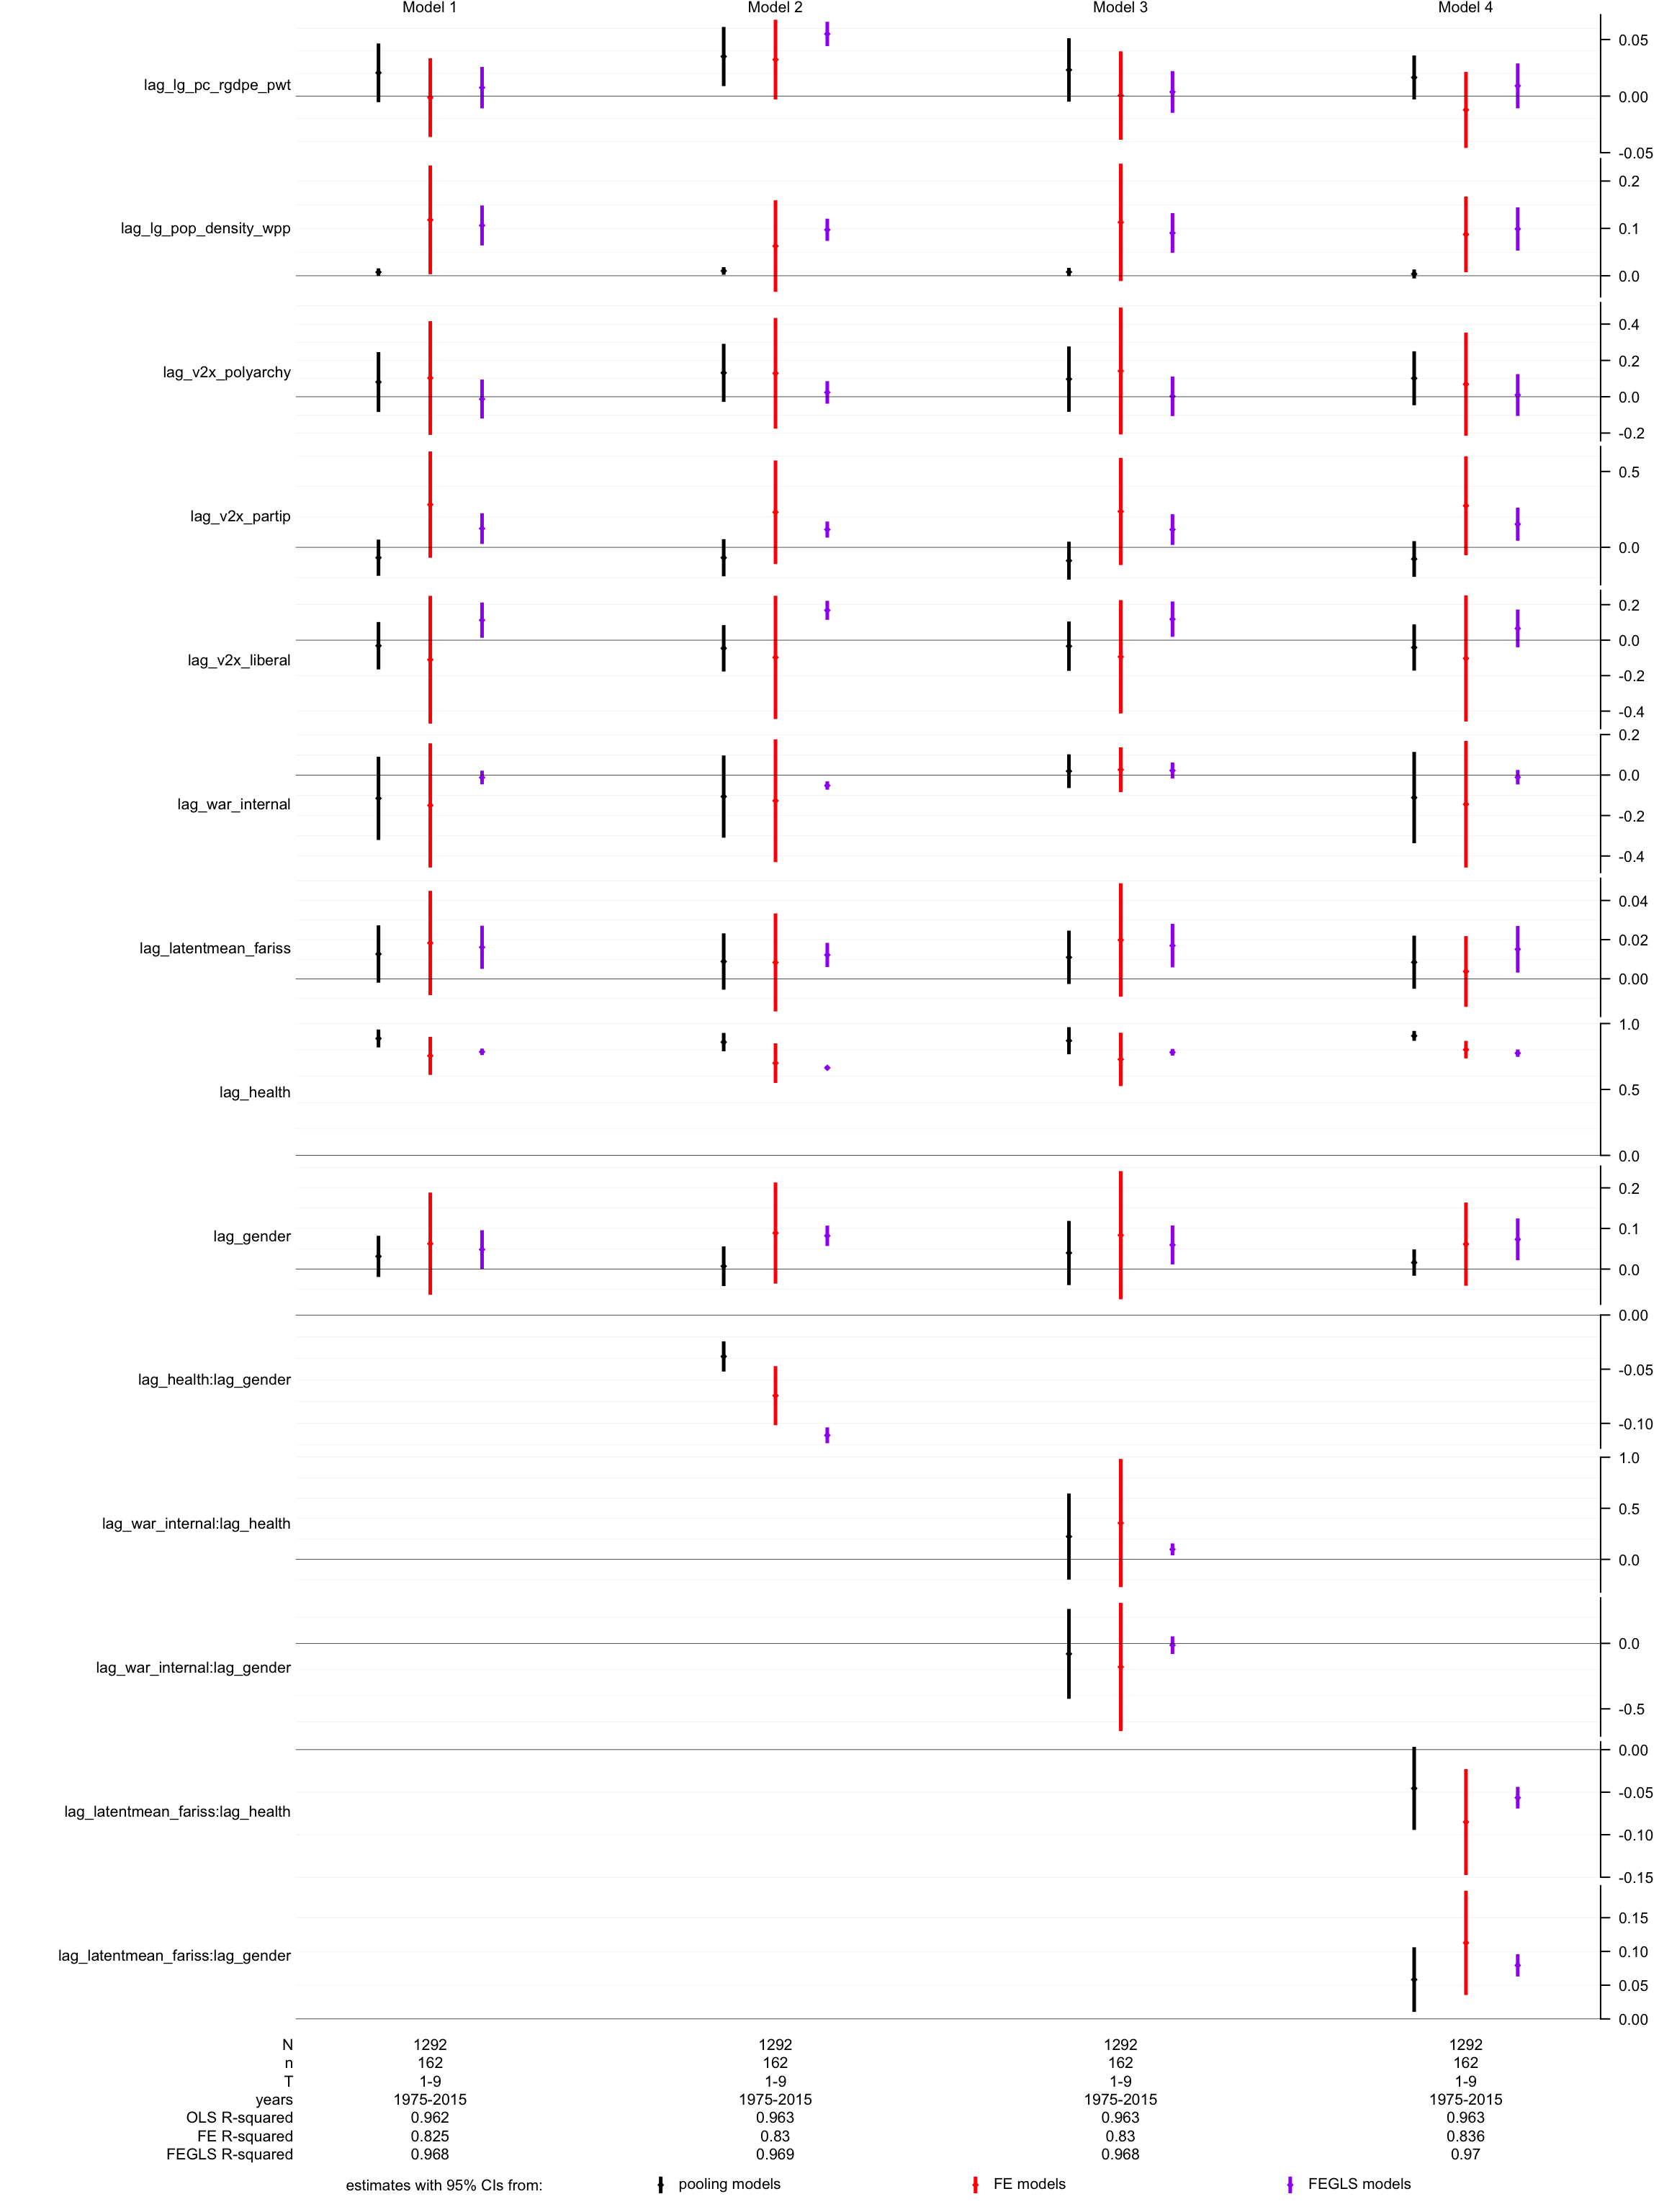 Model 1 Model 2 Model 3 Model 4
lag_lg_pc_rgdpe_pwt
0.05
0.00
-0.05
lag_lg_pop_density_wpp
0.2
0.1
0.0
lag_v2x_polyarchy
0.4
0.2
0.0
-0.2
lag_v2x_partip
0.5
0.0
lag_v2x_liberal
0.2
0.0
-0.2
-0.4
lag_war_internal
0.2
0.0
-0.2
-0.4
lag_latentmean_fariss
0.04
0.02
0.00
lag_health
1.0
0.5
0.0
lag_gender
0.2
0.1
0.0
lag_health:lag_gender
0.00
-0.05
-0.10
lag_war_internal:lag_health
1.0
0.5
0.0
lag_war_internal:lag_gender
0.0
-0.5
lag_latentmean_fariss:lag_health
0.00
-0.05
-0.10
-0.15
lag_latentmean_fariss:lag_gender
0.15
0.10
0.05
0.00
N 1292 1292 1292 1292
n 162 162 162 162
T 1-9 1-9 1-9 1-9
years 1975-2015 1975-2015 1975-2015 1975-2015
OLS R-squared 0.962 0.963 0.963 0.963
FE R-squared 0.825 0.83 0.83 0.836
FEGLS R-squared 0.968 0.969 0.968 0.97
estimates with 95% CIs from: pooling models FE models FEGLS models